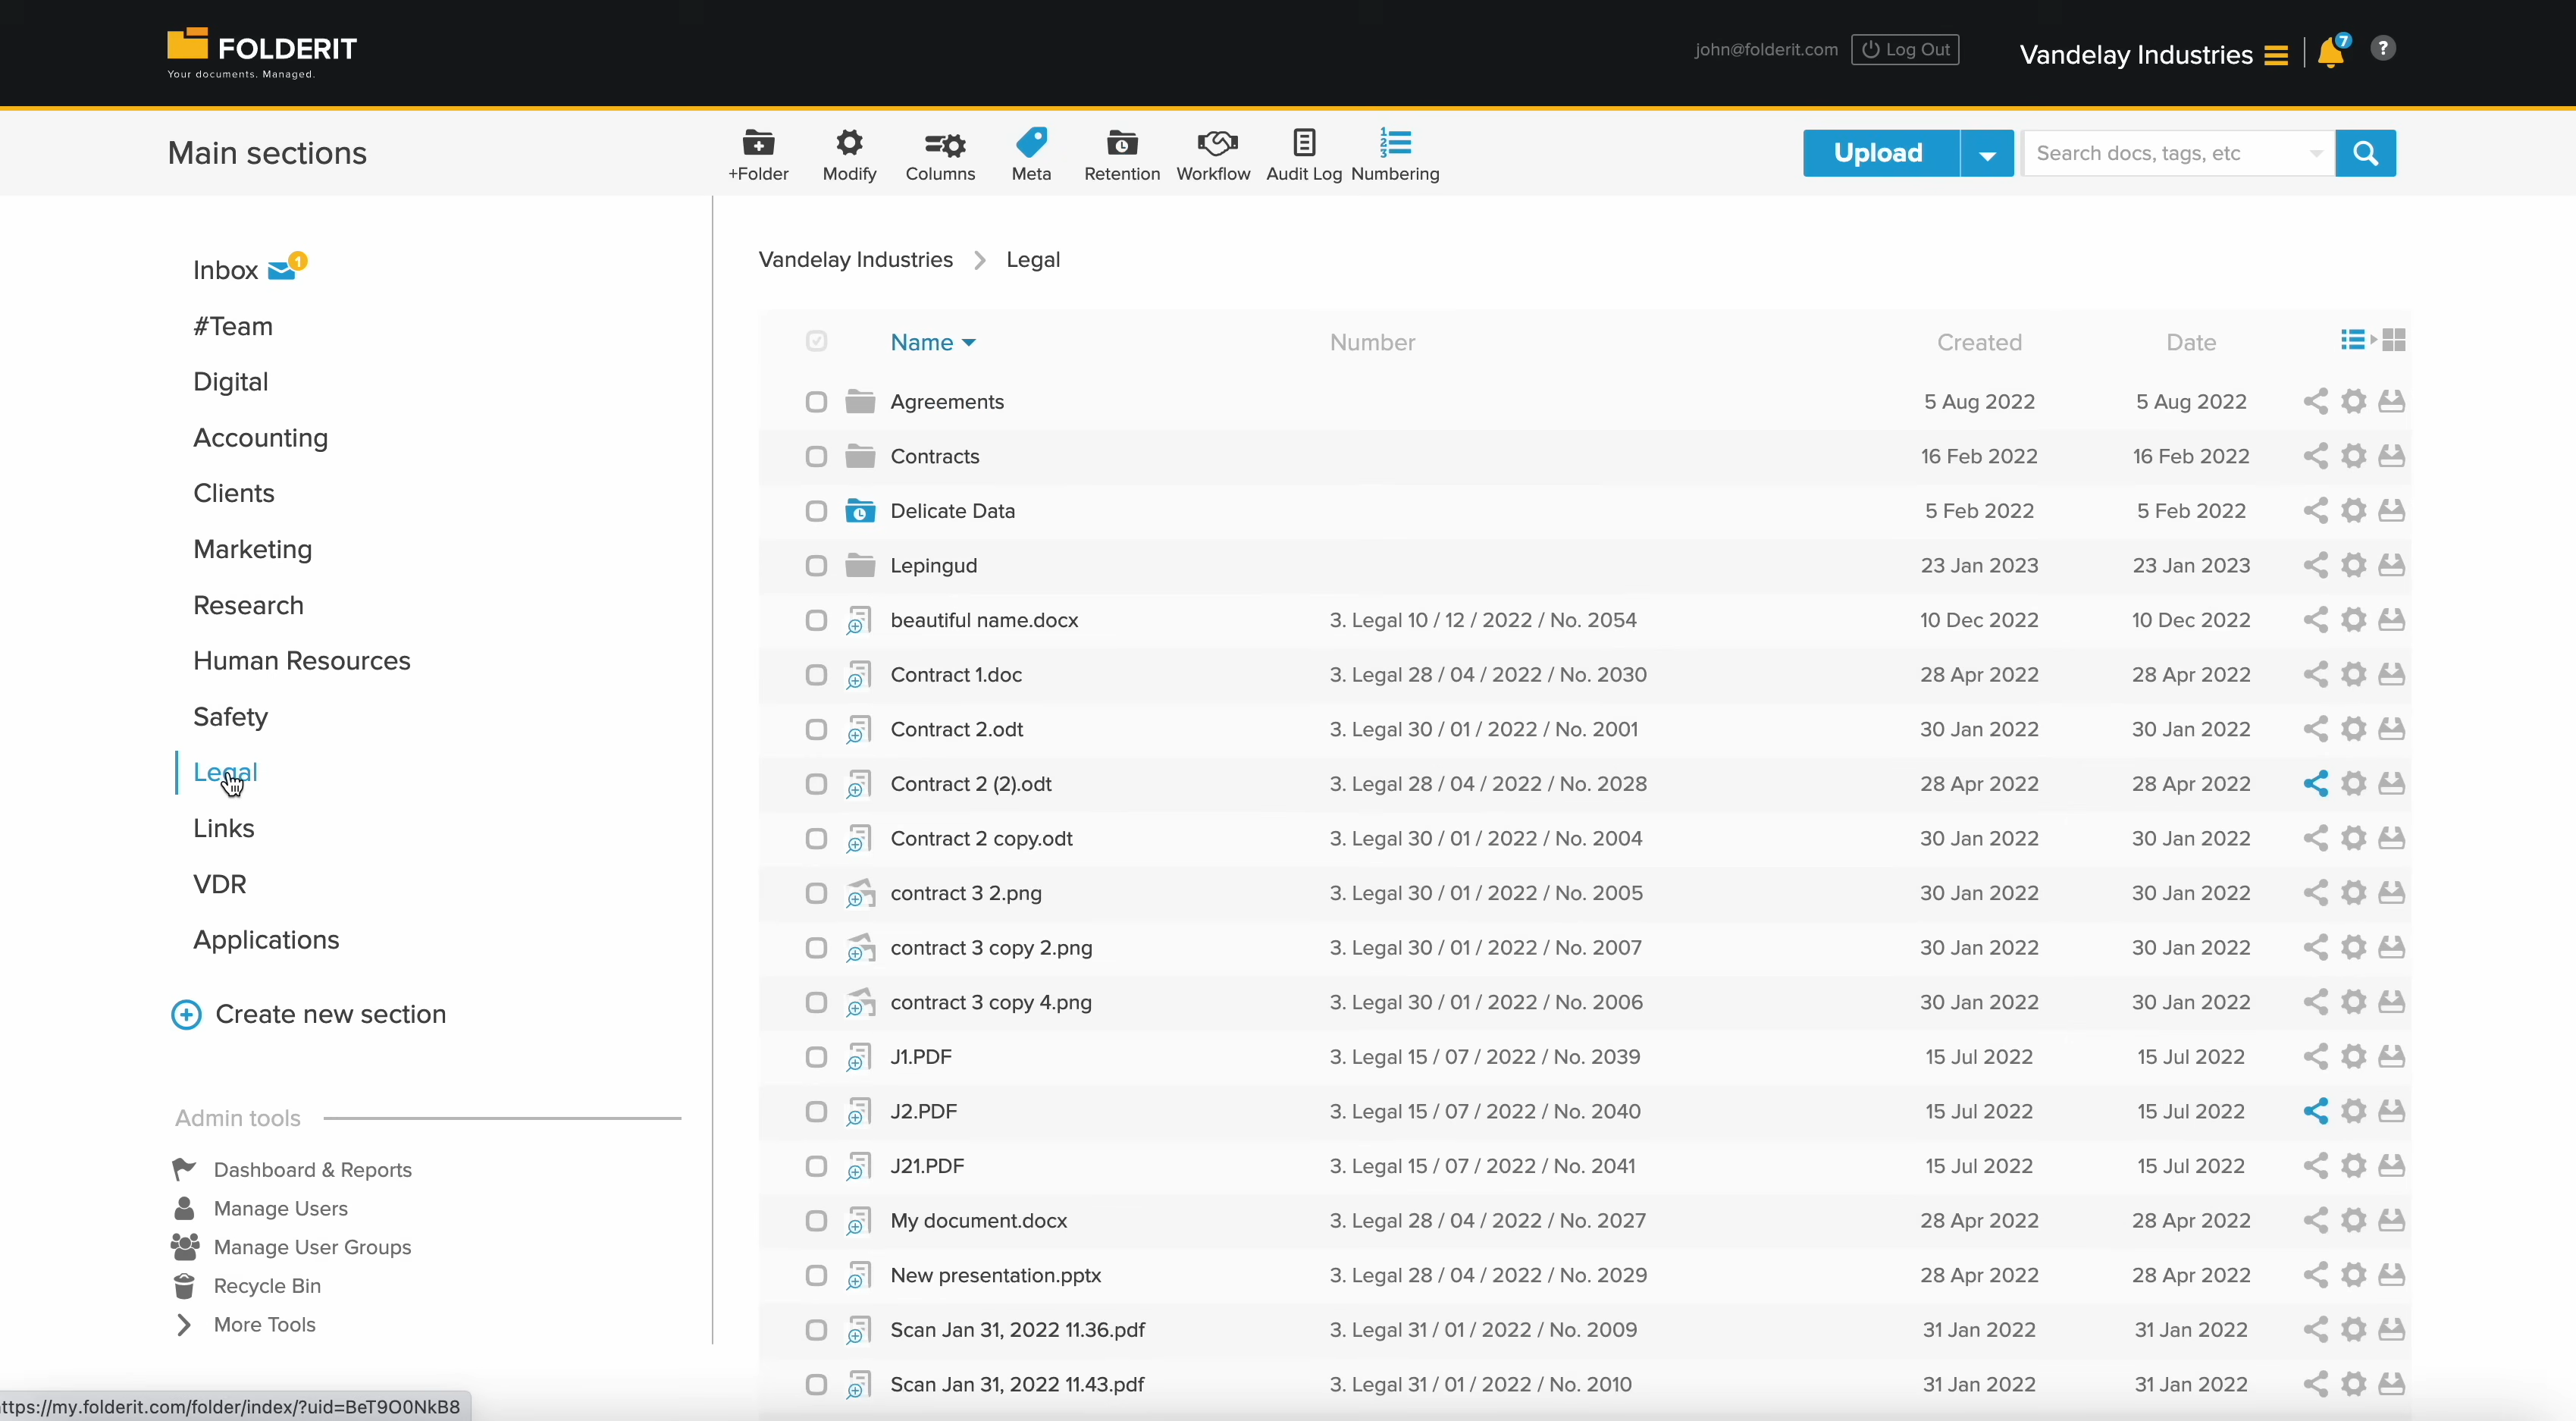 FOLDERIT
Your documents. Managed.
john@folderit.com Log Out
Vandelay Industries 7 ?
Main sections
+Folder Modify Columns Meta Retention Workflow Audit Log Numbering
Upload Search docs, tags, etc
Inbox 1
#Team
Digital
Accounting
Clients
Marketing
Research
Human Resources
Safety
Legal
Links
VDR
Applications
Create new section
Admin tools
Dashboard & Reports
Manage Users
Manage User Groups
Recycle Bin
More Tools
ttps://my.folderit.com/folder/index/?uid=BeT9O0NkB8
Vandelay Industries > Legal
Name Number Created Date
Agreements 5 Aug 2022 5 Aug 2022
Contracts 16 Feb 2022 16 Feb 2022
Delicate Data 5 Feb 2022 5 Feb 2022
Lepingud 23 Jan 2023 23 Jan 2023
beautiful name.docx 3. Legal 10 / 12 / 2022 / No. 2054 10 Dec 2022 10 Dec 2022
Contract 1.doc 3. Legal 28 / 04 / 2022 / No. 2030 28 Apr 2022 28 Apr 2022
Contract 2.odt 3. Legal 30 / 01 / 2022 / No. 2001 30 Jan 2022 30 Jan 2022
Contract 2 (2).odt 3. Legal 28 / 04 / 2022 / No. 2028 28 Apr 2022 28 Apr 2022
Contract 2 copy.odt 3. Legal 30 / 01 / 2022 / No. 2004 30 Jan 2022 30 Jan 2022
contract 3 2.png 3. Legal 30 / 01 / 2022 / No. 2005 30 Jan 2022 30 Jan 2022
contract 3 copy 2.png 3. Legal 30 / 01 / 2022 / No. 2007 30 Jan 2022 30 Jan 2022
contract 3 copy 4.png 3. Legal 30 / 01 / 2022 / No. 2006 30 Jan 2022 30 Jan 2022
J1.PDF 3. Legal 15 / 07 / 2022 / No. 2039 15 Jul 2022 15 Jul 2022
J2.PDF 3. Legal 15 / 07 / 2022 / No. 2040 15 Jul 2022 15 Jul 2022
J21.PDF 3. Legal 15 / 07 / 2022 / No. 2041 15 Jul 2022 15 Jul 2022
My document.docx 3. Legal 28 / 04 / 2022 / No. 2027 28 Apr 2022 28 Apr 2022
New presentation.pptx 3. Legal 28 / 04 / 2022 / No. 2029 28 Apr 2022 28 Apr 2022
Scan Jan 31, 2022 11.36.pdf 3. Legal 31 / 01 / 2022 / No. 2009 31 Jan 2022 31 Jan 2022
Scan Jan 31, 2022 11.43.pdf 3. Legal 31 / 01 / 2022 / No. 2010 31 Jan 2022 31 Jan 2022